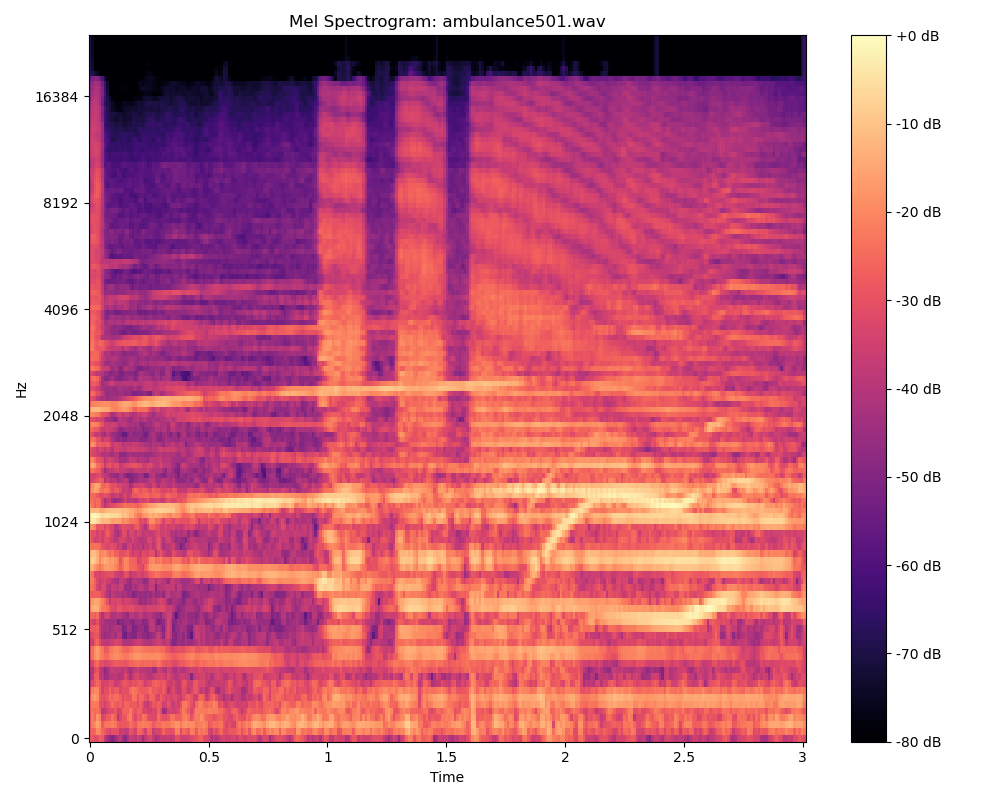 Mel Spectrogram: ambulance501.wav
+0 dB
-10 dB
-20 dB
-30 dB
-40 dB
-50 dB
-60 dB
-70 dB
-80 dB
Hz
16384
8192
4096
2048
1024
512
0
0
0.5
1
1.5
2
2.5
3
Time